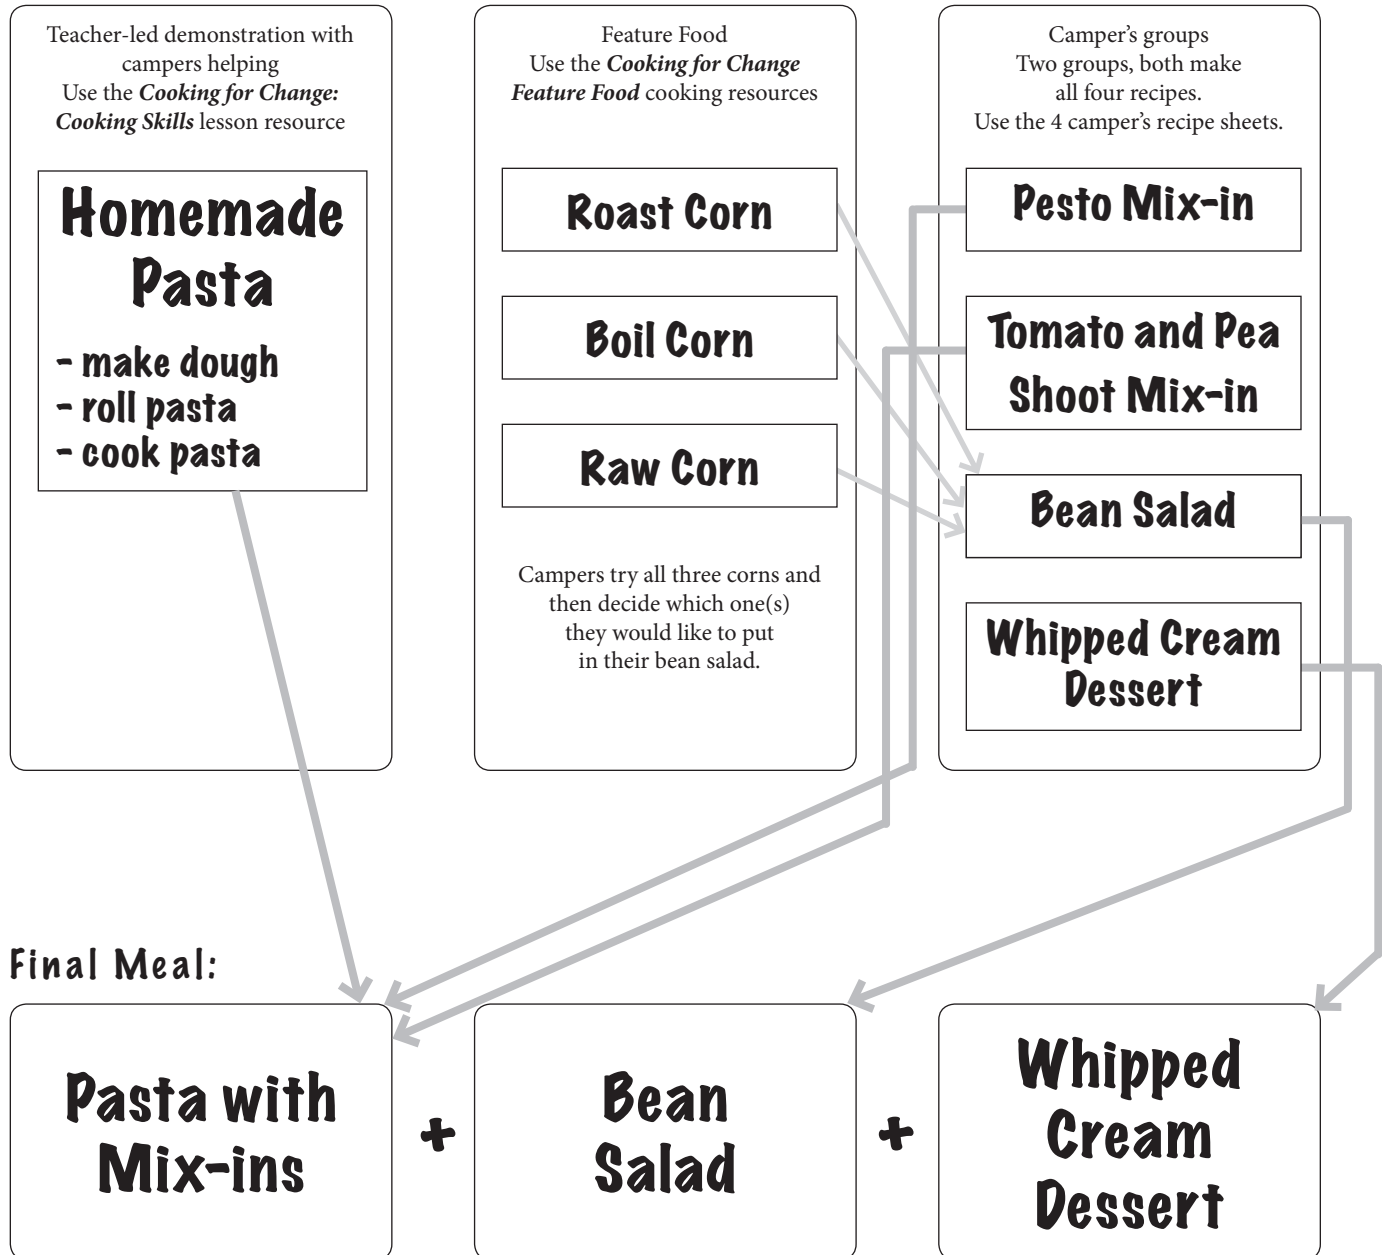 Teacher-led demonstration with
campers helping
Use the Cooking for Change:
Cooking Skills lesson resource
Homemade
Pasta
- make dough
- roll pasta
- cook pasta
Feature Food
Use the Cooking for Change
Feature Food cooking resources
Roast Corn
Boil Corn
Raw Corn
Campers try all three corns and
then decide which one(s)
they would like to put
in their bean salad.
Camper's groups
Two groups, both make
all four recipes.
Use the 4 camper's recipe sheets.
Pesto Mix-in
Tomato and Pea
Shoot Mix-in
Bean Salad
Whipped Cream
Dessert
Final Meal:
Pasta with
Mix-ins
+
Bean
Salad
+
Whipped
Cream
Dessert